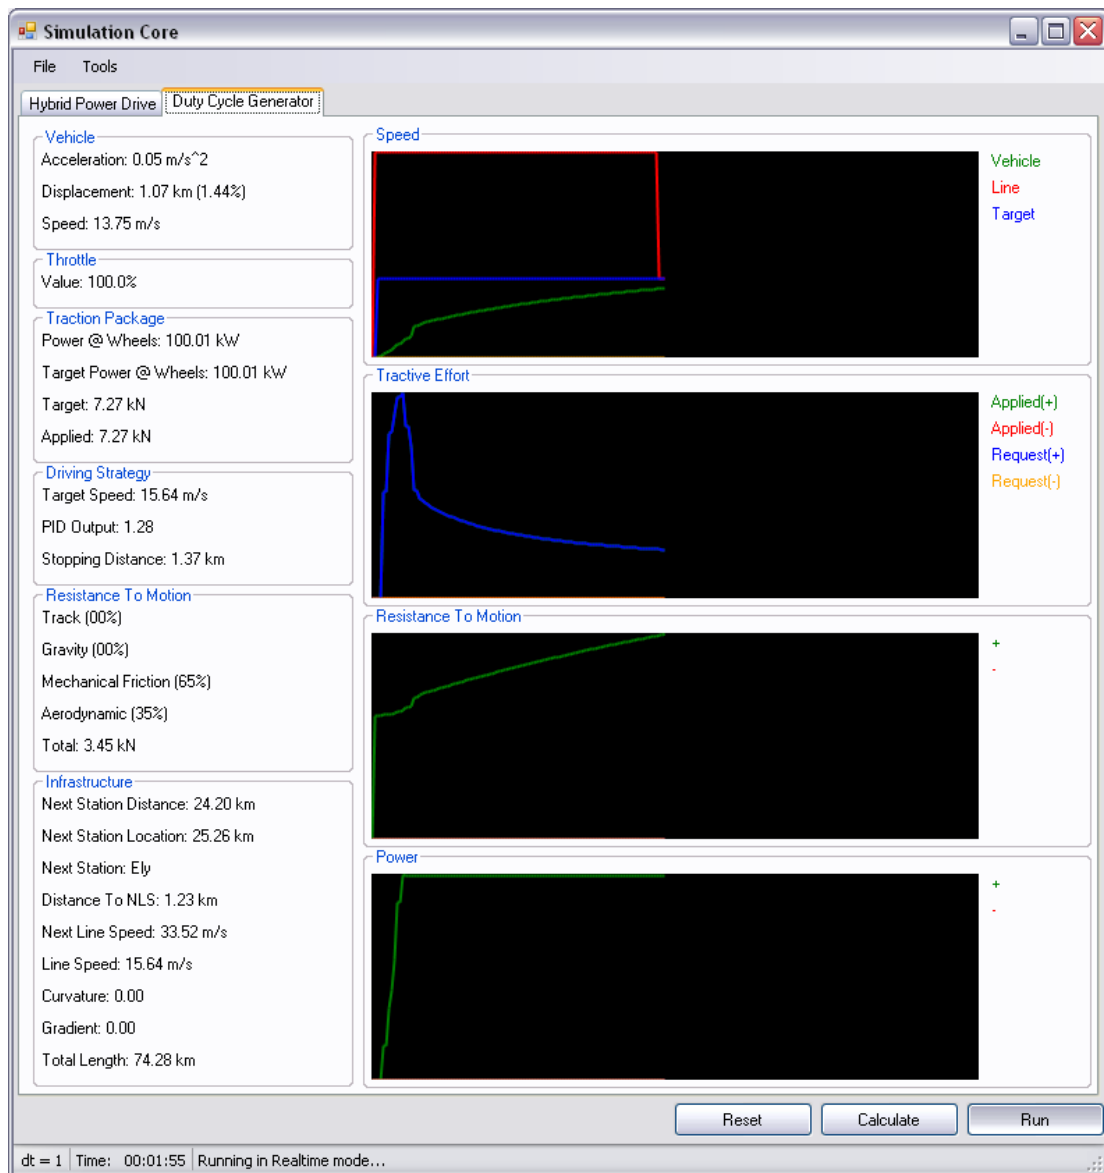 Simulation Core
File Tools
Hybrid Power Drive Duty Cycle Generator
Vehicle
Acceleration: 0.05 m/s^2
Displacement: 1.07 km (1.44%)
Speed: 13.75 m/s
Throttle
Value: 100.0%
Traction Package
Power @ Wheels: 100.01 kW
Target Power @ Wheels: 100.01 kW
Target: 7.27 kN
Applied: 7.27 kN
Driving Strategy
Target Speed: 15.64 m/s
PID Output: 1.28
Stopping Distance: 1.37 km
Resistance To Motion
Track (00%)
Gravity (00%)
Mechanical Friction (65%)
Aerodynamic (35%)
Total: 3.45 kN
Infrastructure
Next Station Distance: 24.20 km
Next Station Location: 25.26 km
Next Station: Ely
Distance To NLS: 1.23 km
Next Line Speed: 33.52 m/s
Line Speed: 15.64 m/s
Curvature: 0.00
Gradient: 0.00
Total Length: 74.28 km
Speed
Vehicle
Line
Target
Tractive Effort
Applied(+)
Applied(-)
Request(+)
Request(-)
Resistance To Motion
+
-
Power
+
-
Reset Calculate Run
dt = 1 Time: 00:01:55 Running in Realtime mode...